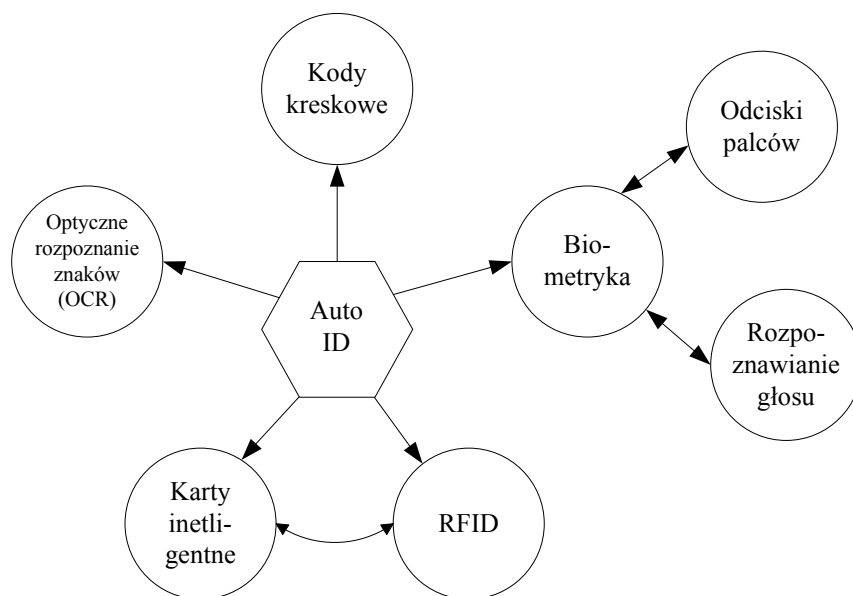 Kody
kreskowe
Odciski
palców
Optyczne
rozpoznanie
znaków
(OCR)
Bio-
metryka
Auto
ID
Rozpo-
znawianie
głosu
Karty
inetli-
gentne
RFID